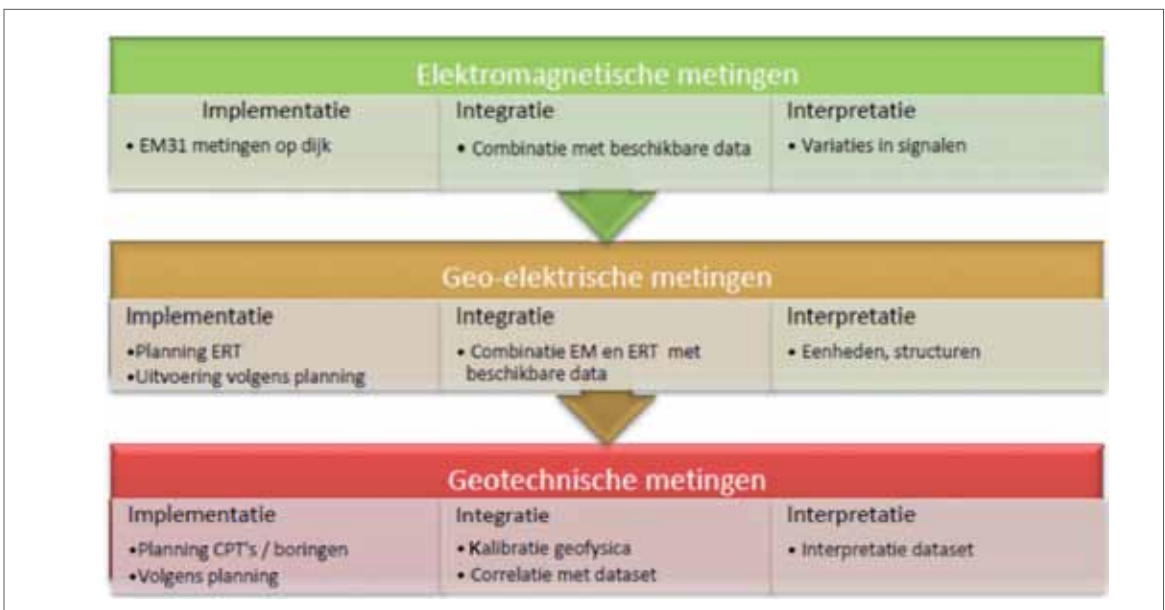 Elektromagnetische metingen
Implementatie
• EM31 metingen op dijk
Integratie
• Combinatie met beschikbare data
Interpretatie
• Variaties in signalen
Geo-elektrische metingen
Implementatie
•Planning ERT
•Uitvoering volgens planning
Integratie
• Combinatie EM en ERT met
beschikbare data
Interpretatie
• Eenheden, structuren
Geotechnische metingen
Implementatie
•Planning CPT's / boringen
•Volgens planning
Integratie
• Kalibratie geofysica
• Correlatie met dataset
Interpretatie
• Interpretatie dataset